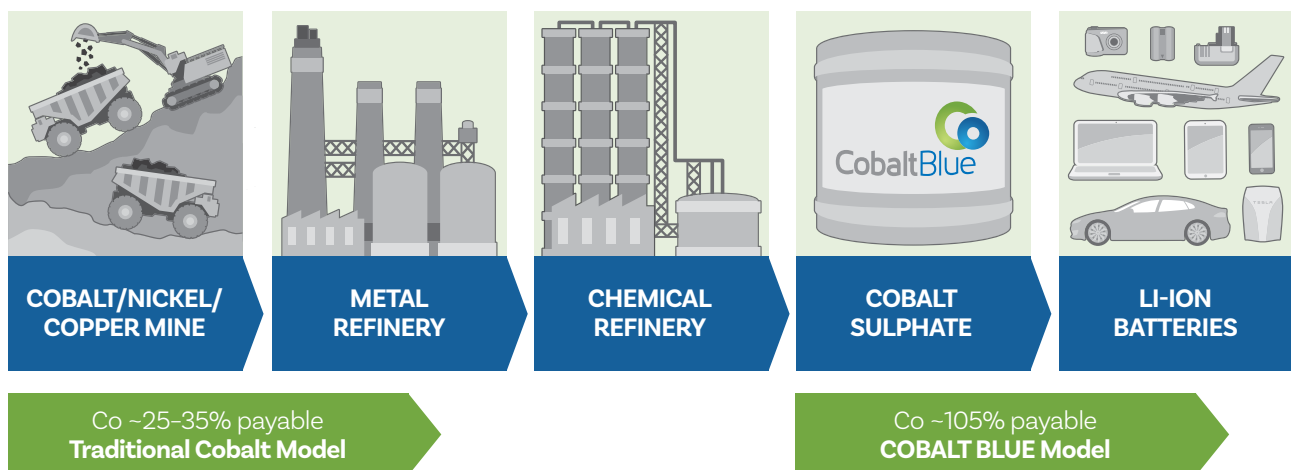 CobaltBlue
TESLA
COBALT/NICKEL/
COPPER MINE
METAL
REFINERY
CHEMICAL
REFINERY
COBALT
SULPHATE
LI-ION
BATTERIES
Co ~25–35% payable
Traditional Cobalt Model
Co ~105% payable
COBALT BLUE Model